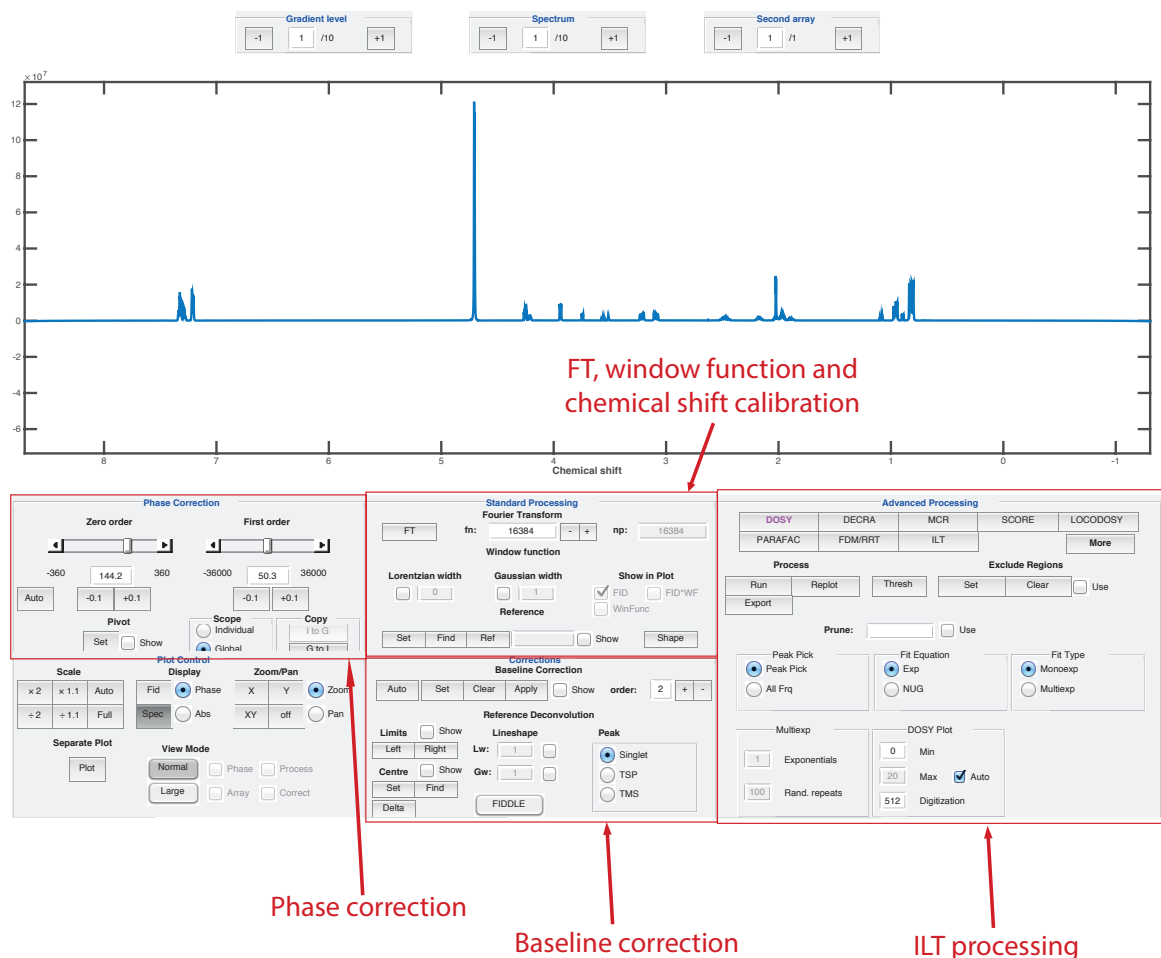 Gradient level
-1 1 /10 +1
Spectrum
-1 1 /10 +1
Second array
-1 1 /1 +1
×10⁷
12
10
8
6
4
2
0
-2
-4
-6
8 7 6 5 4 3 2 1 0 -1
Chemical shift
FT, window function and
chemical shift calibration
Phase Correction
Zero order First order
-360 144.2 360 -36000 50.3 36000
Auto -0.1 +0.1 -0.1 +0.1
Pivot
Set Show
Scope
Individual
Global
Copy
I to G
G to I
Plot Control
Scale
×2 ×1.1 Auto
÷2 ÷1.1 Full
Display
Fid Phase
Spec Abs
Zoom/Pan
X Y Zoom
XY off Pan
Separate Plot
Plot
View Mode
Normal Phase Process
Large Array Correct
Standard Processing
Fourier Transform
FT fn: 16384 - + np: 16384
Window function
Lorentzian width Gaussian width Show in Plot
0 1 FID FID*WF
WinFunc
Reference
Set Find Ref Show Shape
Corrections
Baseline Correction
Auto Set Clear Apply Show order: 2 + -
Reference Deconvolution
Limits Show Lineshape Peak
Left Right Lw: 1 Singlet
Centre Show Gw: 1 TSP
Set Find TMS
Delta FIDDLE
Advanced Processing
DOSY DECRA MCR SCORE LOCODOSY
PARAFAC FDM/RRT ILT More
Process Exclude Regions
Run Replot Thresh Set Clear Use
Export
Prune: Use
Peak Pick
Peak Pick
All Frq
Fit Equation
Exp
NUG
Fit Type
Monoexp
Multiexp
Multiexp
1 Exponentials
100 Rand. repeats
DOSY Plot
0 Min
20 Max Auto
512 Digitization
Phase correction
Baseline correction
ILT processing